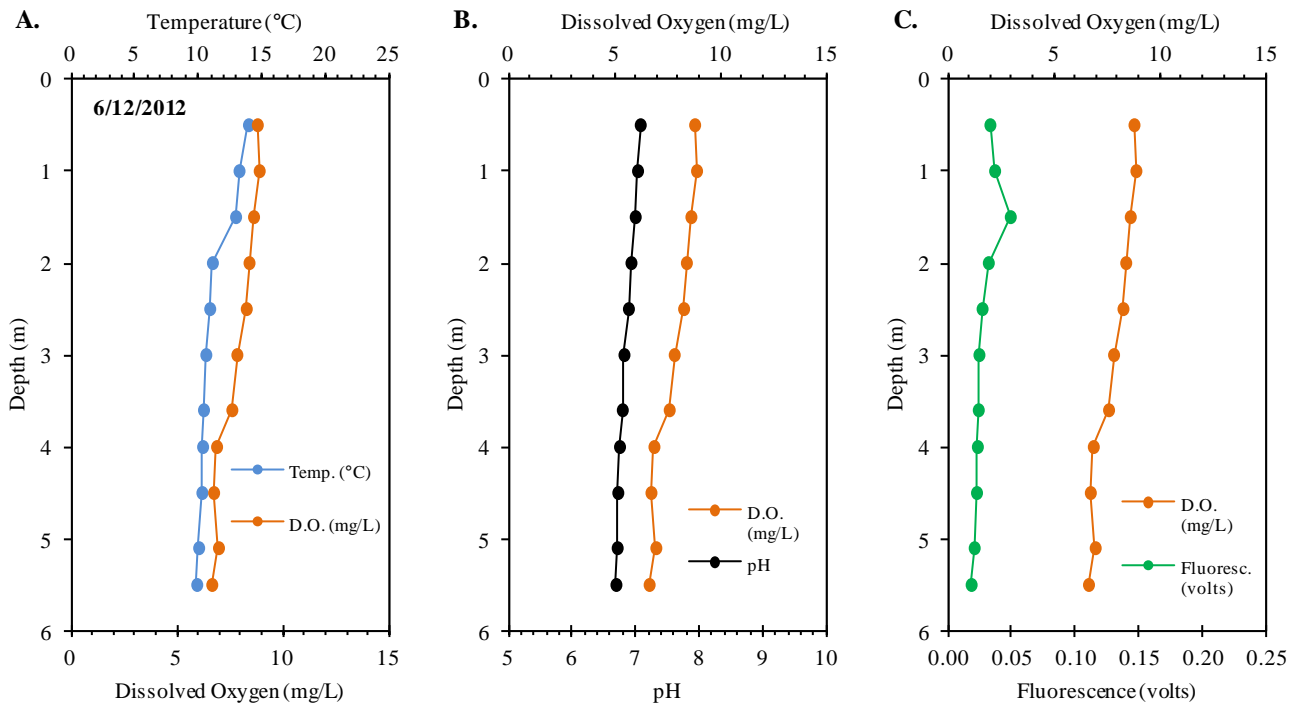 A.
Temperature (°C)
0 5 10 15 20 25
0
1
2
3
4
5
6
Depth (m)
6/12/2012
Temp. (°C)
D.O. (mg/L)
0 5 10 15
Dissolved Oxygen (mg/L)
B.
Dissolved Oxygen (mg/L)
0 5 10 15
0
1
2
3
4
5
6
Depth (m)
D.O.
(mg/L)
pH
5 6 7 8 9 10
pH
C.
Dissolved Oxygen (mg/L)
0 5 10 15
0
1
2
3
4
5
6
Depth (m)
D.O.
(mg/L)
Fluoresc.
(volts)
0.00 0.05 0.10 0.15 0.20 0.25
Fluorescence (volts)